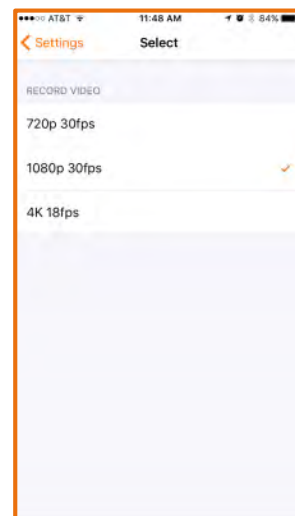 AT&T 11:48 AM 84%
Settings Select
RECORD VIDEO
720p 30fps
1080p 30fps
4K 18fps